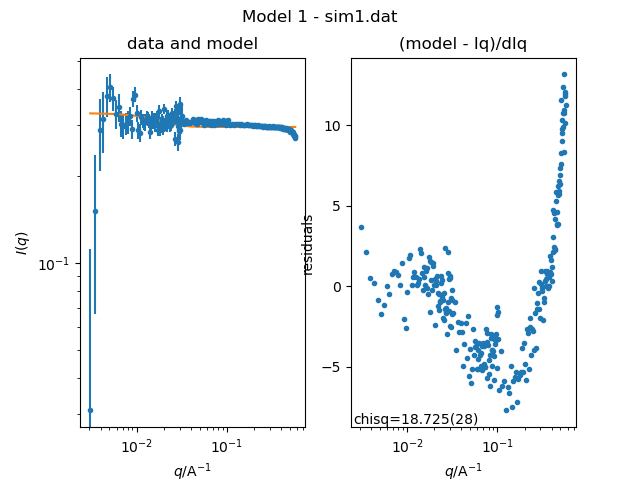 Model 1 - sim1.dat
data and model
(model - Iq)/dIq
I(q)
10⁻¹
10⁻²
10⁻¹
q/A⁻¹
residuals
10
5
0
−5
chisq=18.725(28)
10⁻²
10⁻¹
q/A⁻¹